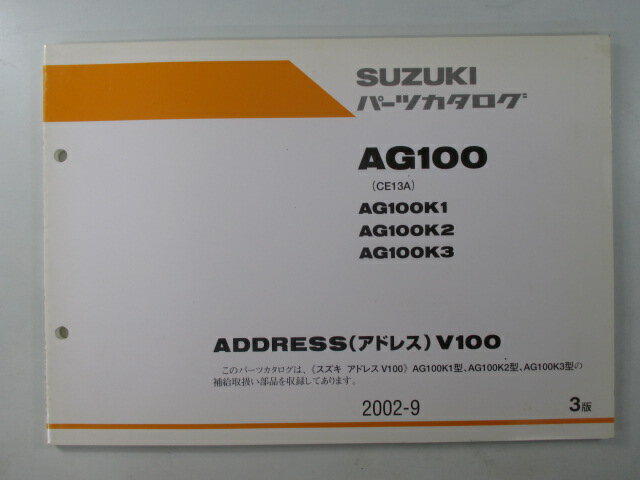 SUZUKI
パーツカタログ
AG100
(CE13A)
AG100K1
AG100K2
AG100K3
ADDRESS(アドレス)V100
このパーツカタログは、《スズキ アドレスV100》AG100K1型、AG100K2型、AG100K3型の
補給取扱い部品を収録してあります。
2002-9
3版